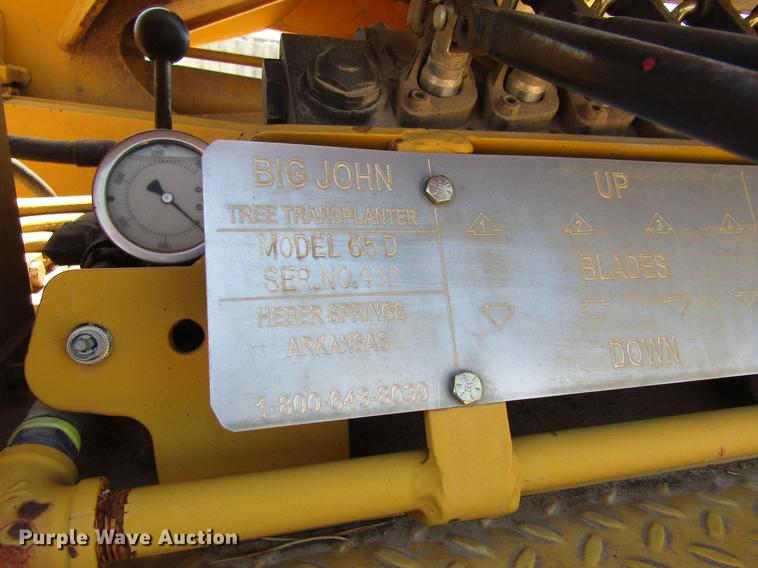 BIG JOHN
TREE TRANSPLANTER
MODEL 65 D
SER.NO.432
HEBER SPRINGS
ARKANSAS
1-800-643-8039
UP
1 2 3
BLADES
DOWN
Purple Wave Auction